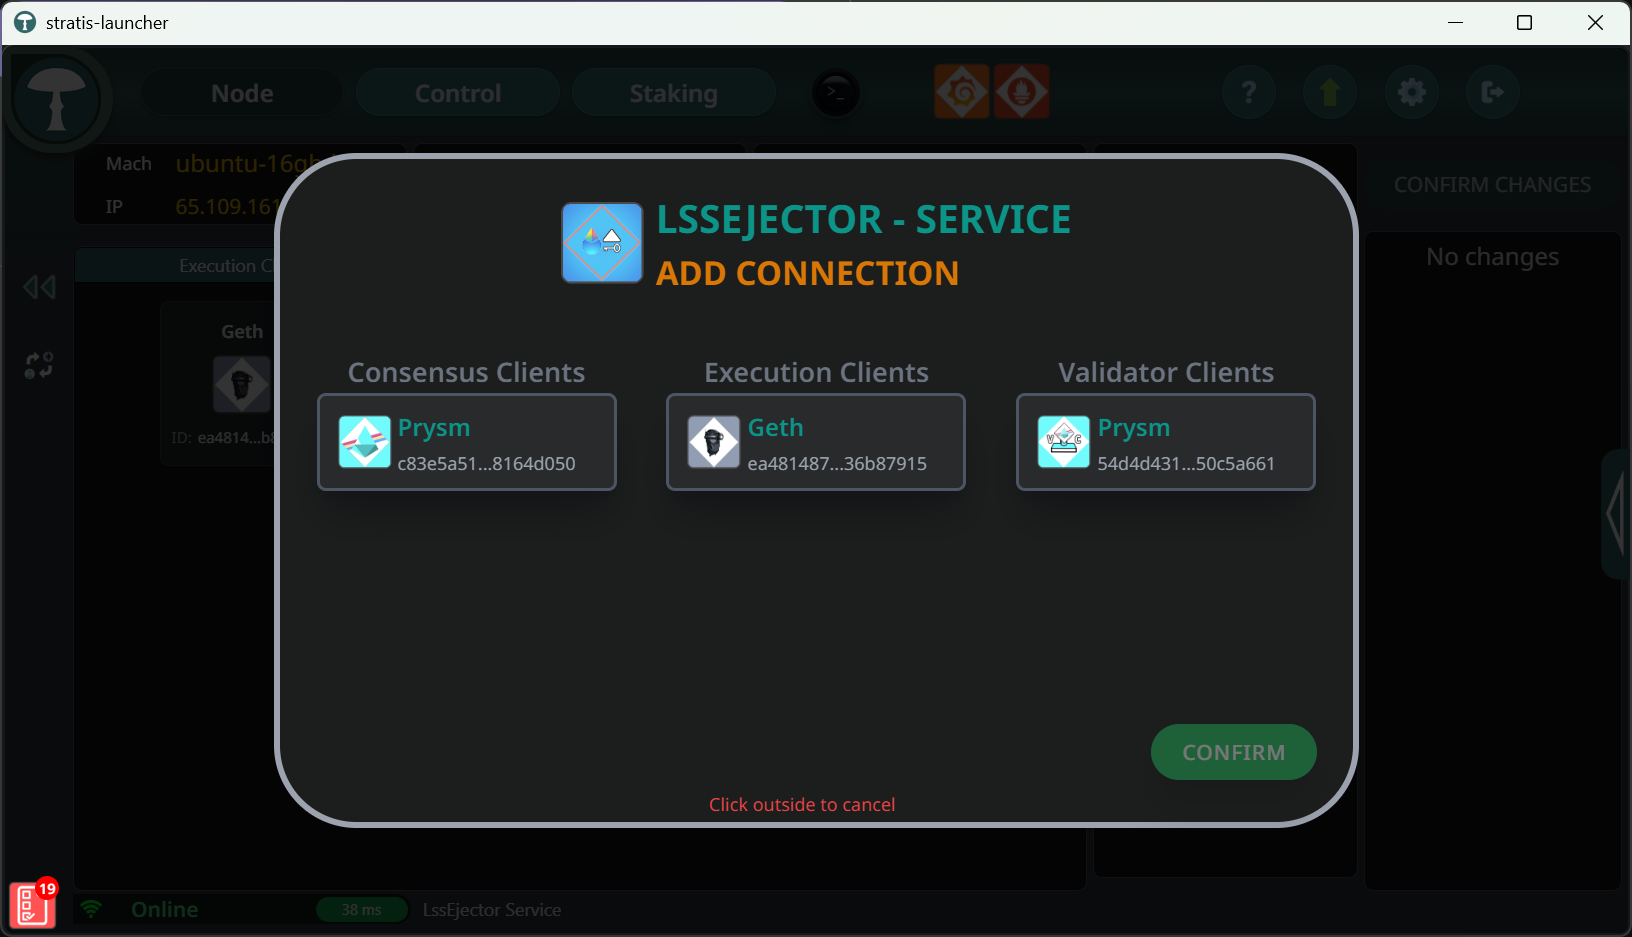 stratis-launcher
Node
Control
Staking
>_
?
Mach
ubuntu-16gb
IP
65.109.161
CONFIRM CHANGES
No changes
Execution Cl
Geth
ID: ea4814...b8
LSSEJECTOR - SERVICE
ADD CONNECTION
Consensus Clients
Execution Clients
Validator Clients
Prysm
c83e5a51...8164d050
Geth
ea481487...36b87915
V C
Prysm
54d4d431...50c5a661
CONFIRM
Click outside to cancel
19
Online
38 ms
LssEjector Service